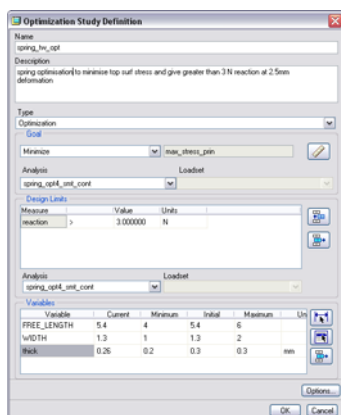 Optimization Study Definition
Name
spring_tw_opt
Description
spring optimisation to minimise top surf stress and give greater than 3 N reaction at 2.5mm
deformation
Type
Optimization
Goal
Minimize max_stress_prin
Analysis Loadset
spring_opt4_smt_cont
Design Limits
Measure Value Units
reaction > 3.000000 N
Analysis Loadset
spring_opt4_smt_cont
Variables
Variable Current Minimum Initial Maximum Un
FREE_LENGTH 5.4 4 5.4 6
WIDTH 1.3 1 1.3 2
thick 0.26 0.2 0.3 0.3 mm
Options...
OK Cancel